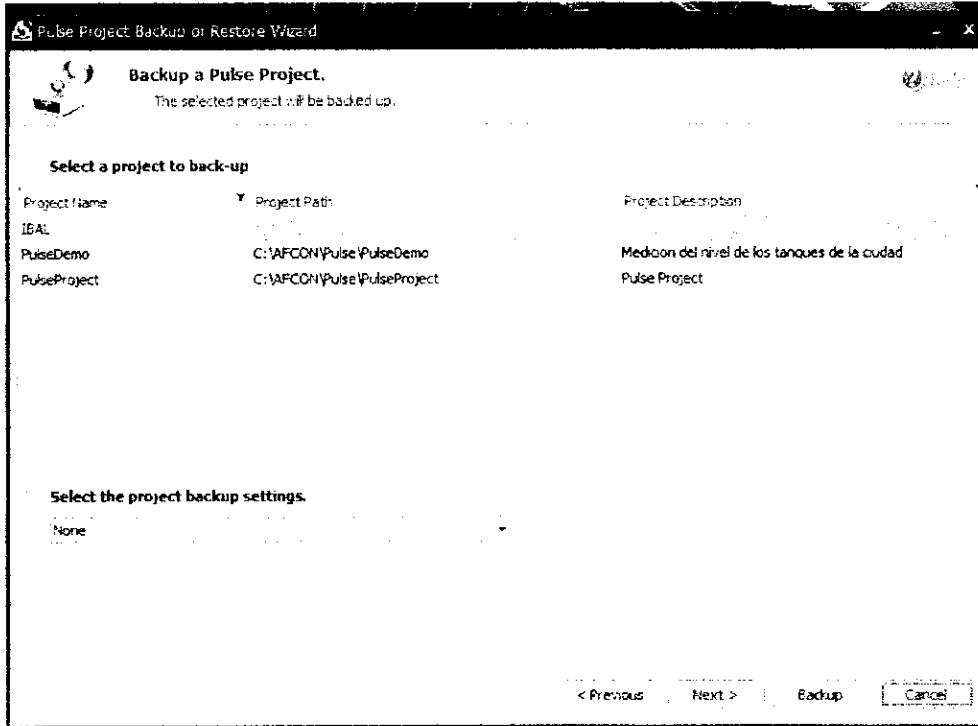 Pulse Project Backup or Restore Wizard
Backup a Pulse Project.
The selected project will be backed up.
Select a project to back-up
Project Name Project Path Project Description
IBAL
PulseDemo C:\AFCON\Pulse\PulseDemo Medicion del nivel de los tanques de la ciudad
PulseProject C:\AFCON\Pulse\PulseProject Pulse Project
Select the project backup settings.
None
< Previous Next > Backup Cancel